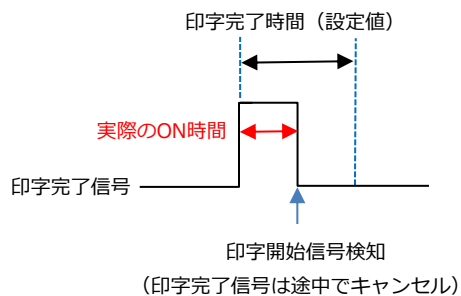 印字完了時間（設定値）
実際のON時間
印字完了信号
印字開始信号検知
（印字完了信号は途中でキャンセル）